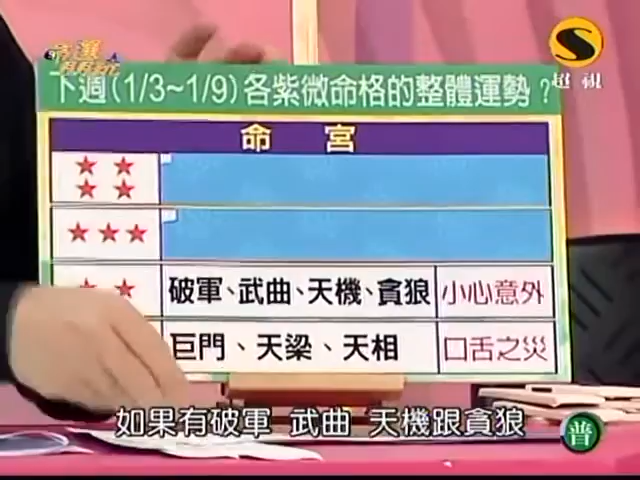 超視
下週(1/3~1/9)各紫微命格的整體運勢?
命宮
破軍、武曲、天機、貪狼 小心意外
巨門、天梁、天相 口舌之災
如果有破軍 武曲 天機跟貪狼
普